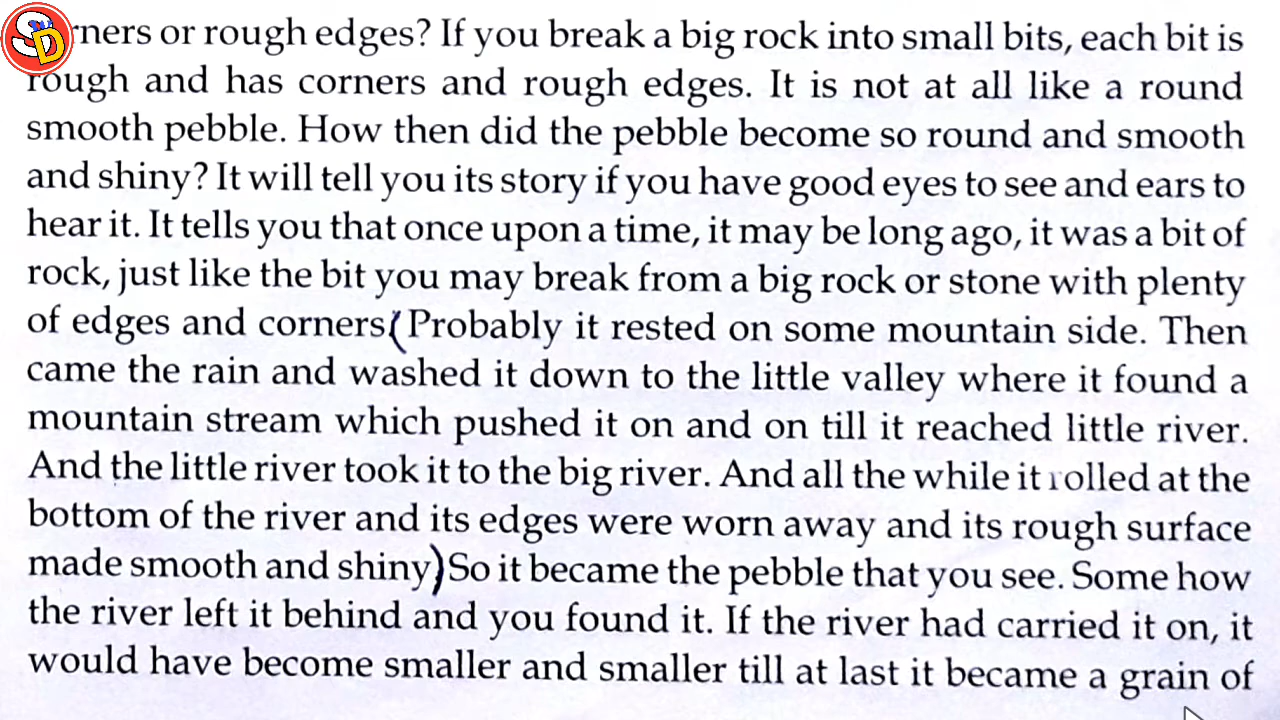 SD
rners or rough edges? If you break a big rock into small bits, each bit is
rough and has corners and rough edges. It is not at all like a round
smooth pebble. How then did the pebble become so round and smooth
and shiny? It will tell you its story if you have good eyes to see and ears to
hear it. It tells you that once upon a time, it may be long ago, it was a bit of
rock, just like the bit you may break from a big rock or stone with plenty
of edges and corners(Probably it rested on some mountain side. Then
came the rain and washed it down to the little valley where it found a
mountain stream which pushed it on and on till it reached little river.
And the little river took it to the big river. And all the while it rolled at the
bottom of the river and its edges were worn away and its rough surface
made smooth and shiny)So it became the pebble that you see. Some how
the river left it behind and you found it. If the river had carried it on, it
would have become smaller and smaller till at last it became a grain of